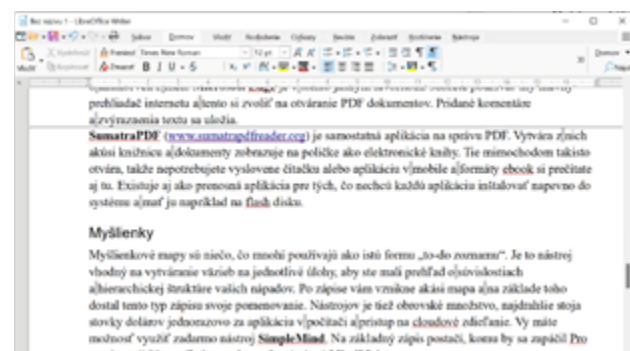 Bez názvu 1 - LibreOffice Writer
Súbor Domov Vložiť Rozloženie Odkazy Revízia Zobraziť Rozšírenie Nástroje
Times New Roman 12 pt Domov
Vložiť
prehliadač internetu a tento si zvoliť na otváranie PDF dokumentov. Pridané komentáre
a zvýraznenia textu sa uložia.
SumatraPDF (www.sumatrapdfreader.org) je samostatná aplikácia na správu PDF. Vytvára z nich
akúsi knižnicu a dokumenty zobrazuje na poličke ako elektronické knihy. Tie mimochodom takisto
otvára, takže nepotrebujete vyslovene čítačku alebo aplikáciu v mobile a formáty ebook si prečítate
aj tu. Existuje aj ako prenosná aplikácia pre tých, čo nechcú každú aplikáciu inštalovať napevno do
systému a mať ju napríklad na flash disku.
Myšlienky
Myšlienkové mapy sú niečo, čo mnohí používajú ako istú formu „to-do zoznamu“. Je to nástroj
vhodný na vytváranie väzieb na jednotlivé úlohy, aby ste mali prehľad o súvislostiach
a hierarchickej štruktúre vašich nápadov. Po zápise vám vznikne akási mapa a na základe toho
dostal tento typ zápisu svoje pomenovanie. Nástrojov je tiež obrovské množstvo, najdrahšie stoja
stovky dolárov jednorazovo za aplikáciu v počítači a prístup na cloudové zdieľanie. Vy máte
možnosť využiť zadarmo nástroj SimpleMind. Na základný zápis postačí, komu by sa zapáčil Pro